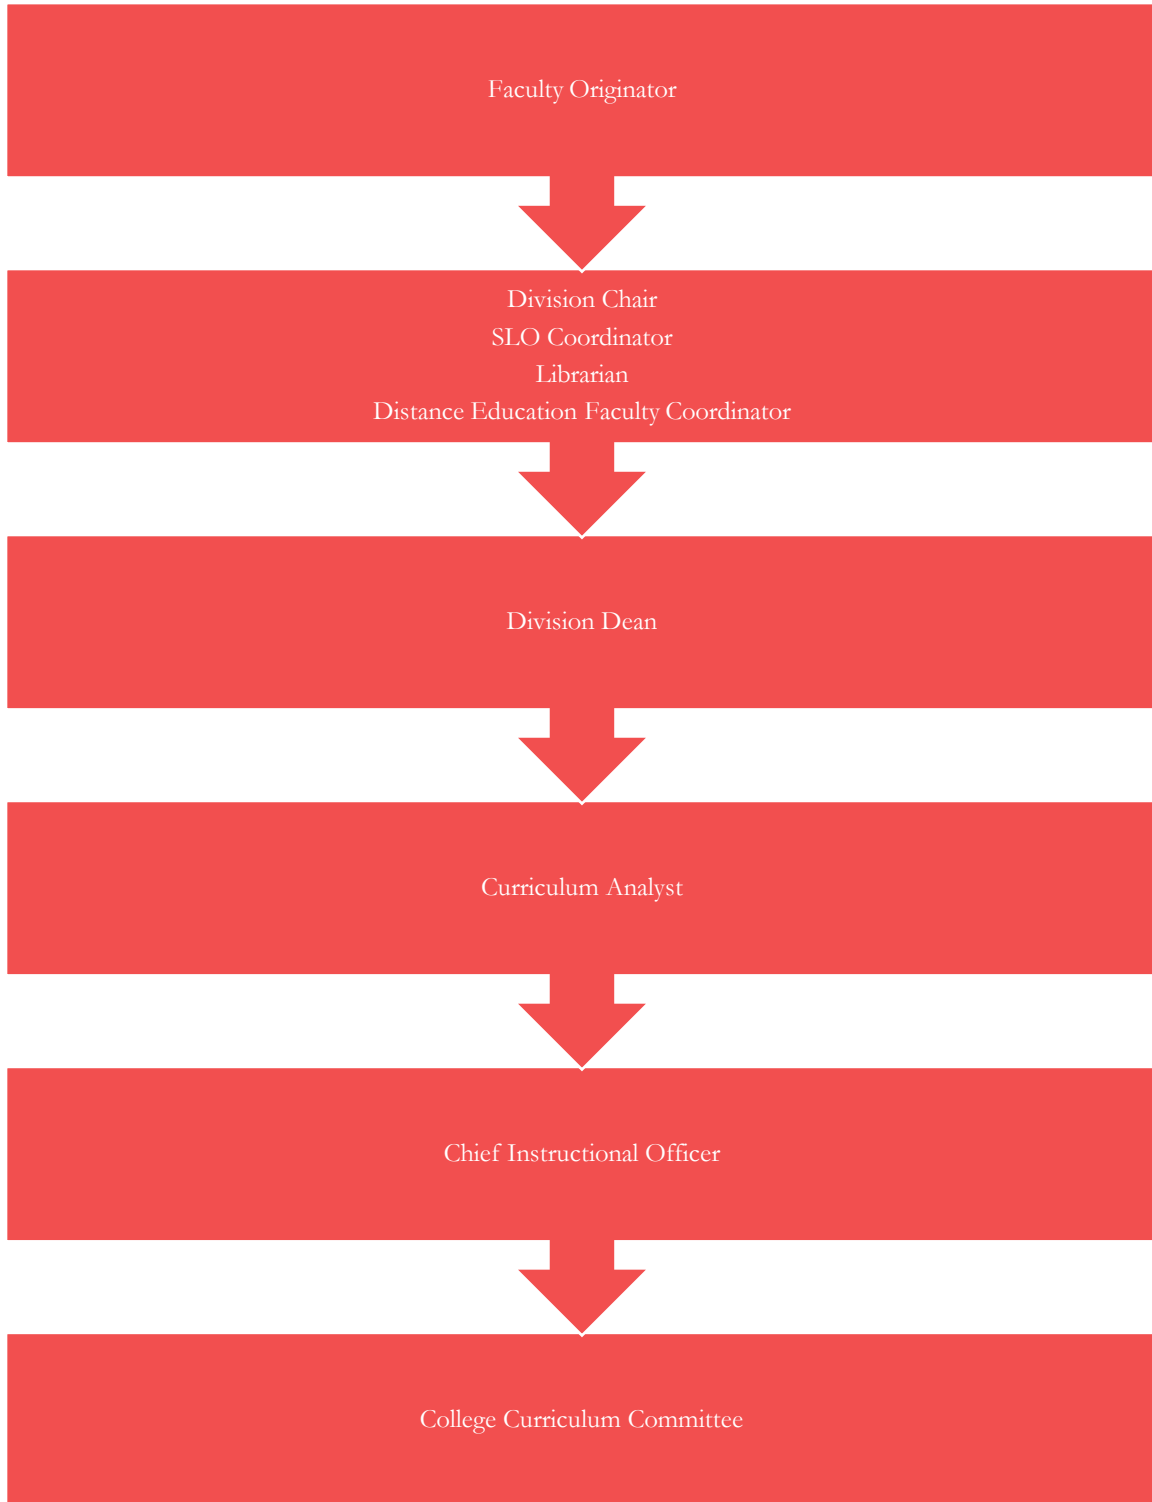 Faculty Originator
Division Chair
SLO Coordinator
Librarian
Distance Education Faculty Coordinator
Division Dean
Curriculum Analyst
Chief Instructional Officer
College Curriculum Committee